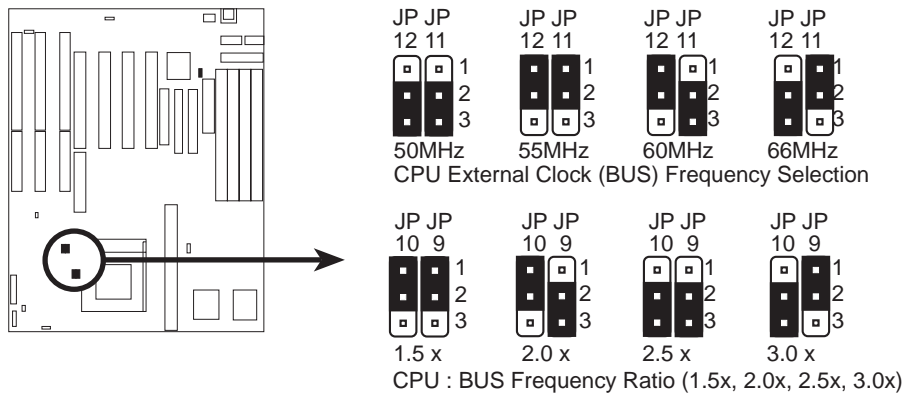 JP JP JP JP JP JP JP JP
12 11 12 11 12 11 12 11
1 1 1 1
2 2 2 2
3 3 3 3
50MHz 55MHz 60MHz 66MHz
CPU External Clock (BUS) Frequency Selection
JP JP JP JP JP JP JP JP
10 9 10 9 10 9 10 9
1 1 1 1
2 2 2 2
3 3 3 3
1.5 x 2.0 x 2.5 x 3.0 x
CPU : BUS Frequency Ratio (1.5x, 2.0x, 2.5x, 3.0x)